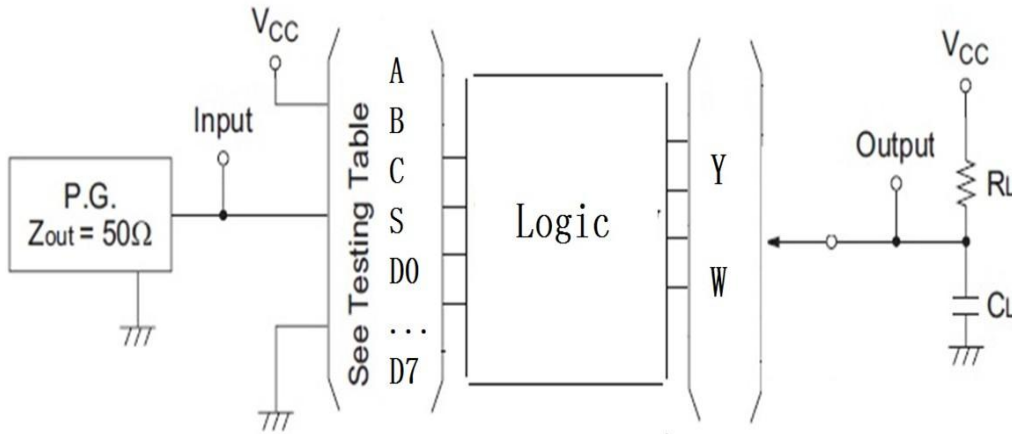 VCC
Input
P.G.
Zout = 50Ω
See Testing Table
A
B
C
S
D0
...
D7
Logic
Y
W
Output
VCC
RL
CL